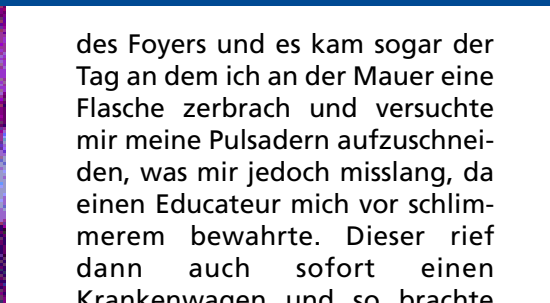 des Foyers und es kam sogar der
Tag an dem ich an der Mauer eine
Flasche zerbrach und versuchte
mir meine Pulsadern aufzuschnei-
den, was mir jedoch misslang, da
einen Educateur mich vor schlim-
merem bewahrte. Dieser rief
dann auch sofort einen
Krankenwagen und so brachte